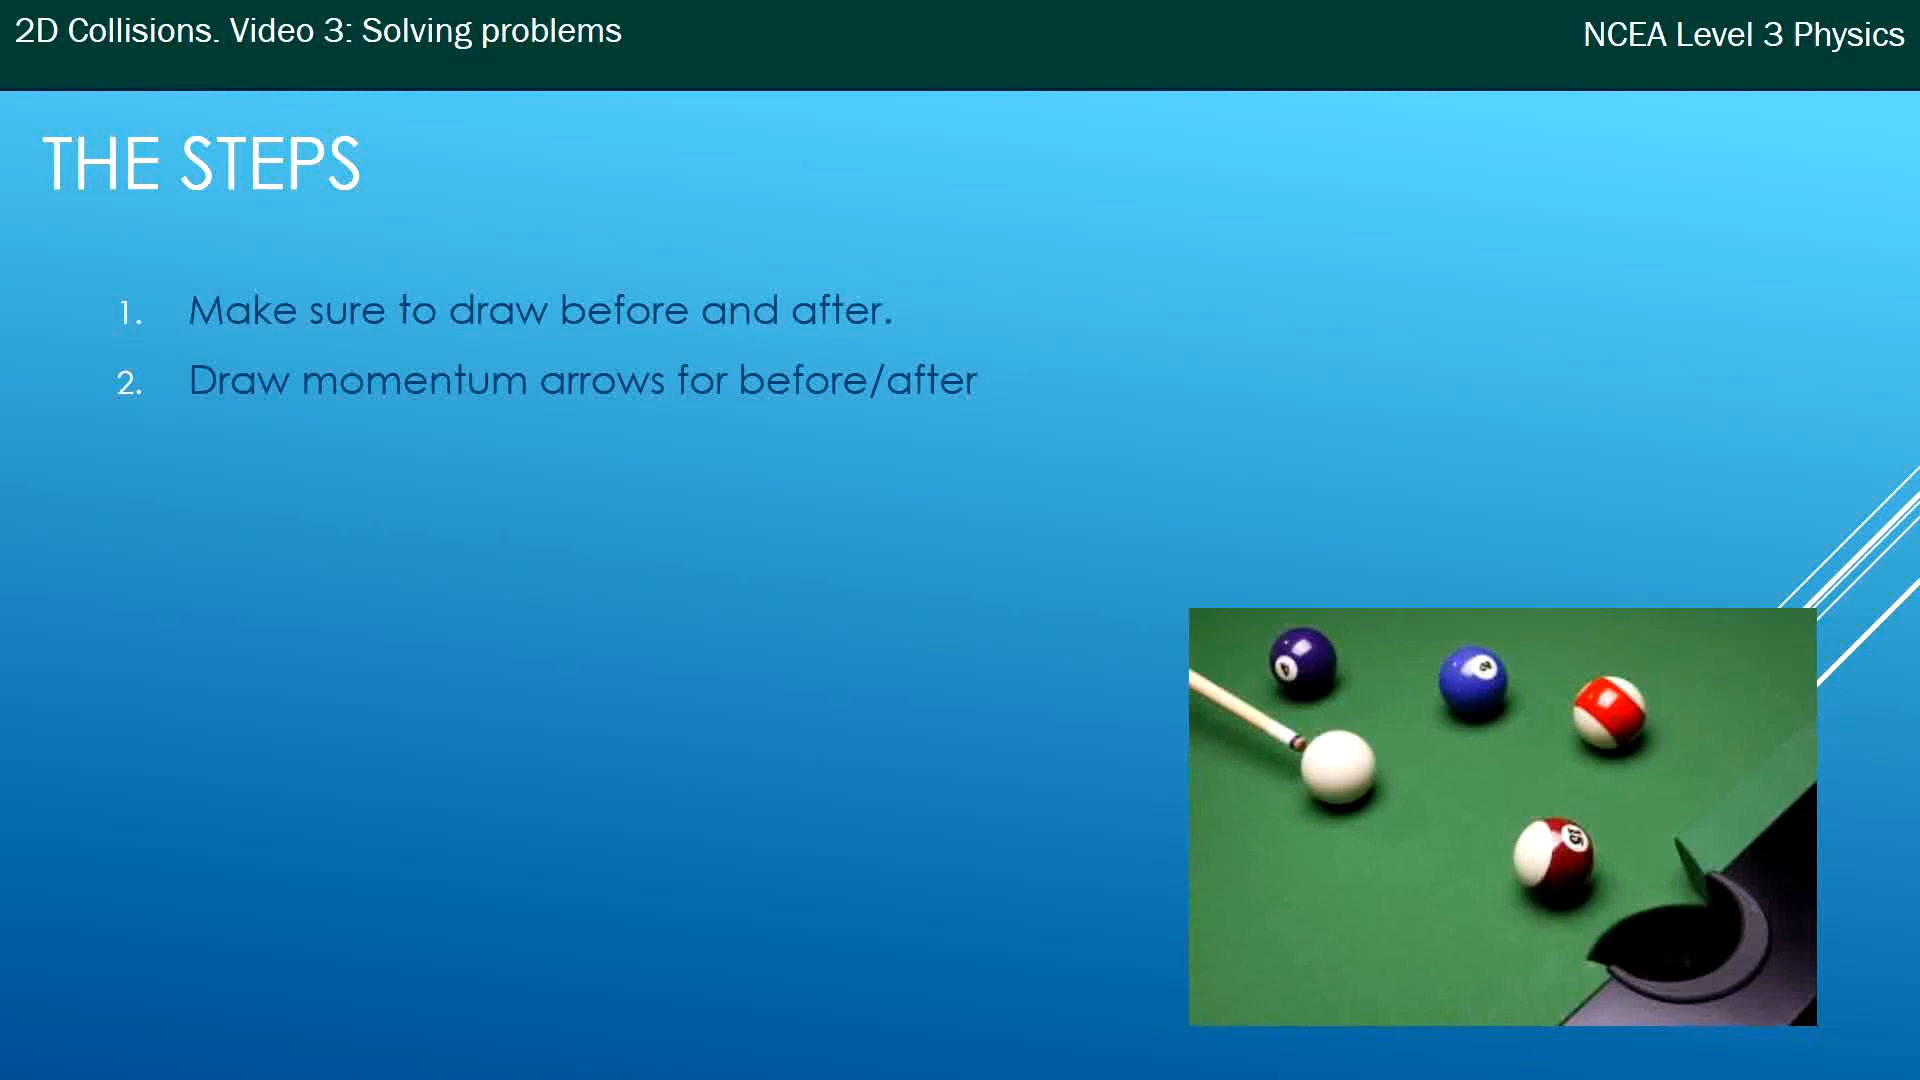 2D Collisions. Video 3: Solving problems
NCEA Level 3 Physics
THE STEPS
1. Make sure to draw before and after.
2. Draw momentum arrows for before/after